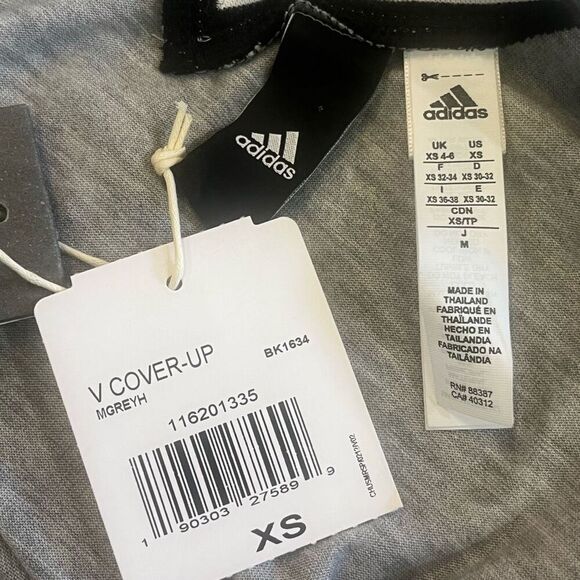 adidas
adidas
UK US
XS 4-6 XS
F D
XS 32-34 XS 30-32
I E
XS 36-38 XS 30-32
CDN
XS/TP
J
M
MADE IN
THAILAND
FABRIQUÉ EN
THAÏLANDE
HECHO EN
TAILANDIA
FABRICADO NA
TAILÂNDIA
RN# 88387
CA# 40312
V COVER-UP BK1634
MGREYH
116201335
1 90303 27589 9
XS